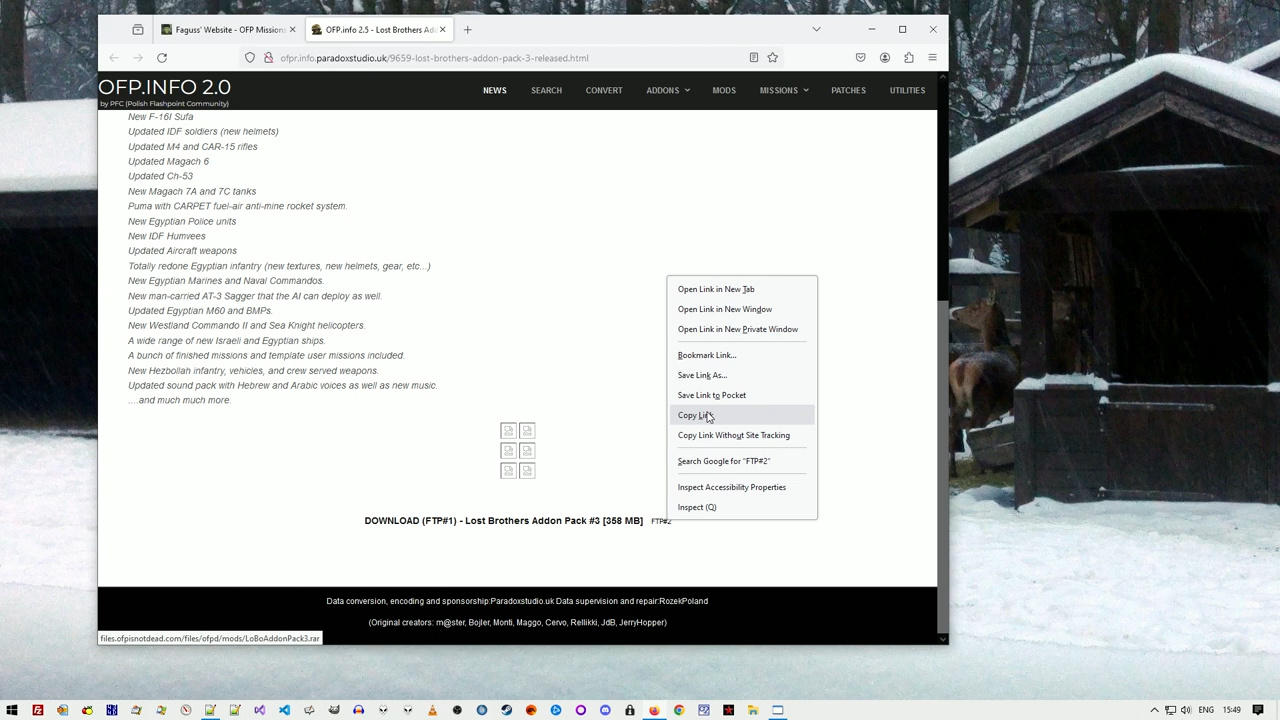 Faguss' Website - OFP Missions
OFP.info 2.5 - Lost Brothers Add
ofpr.info.paradoxstudio.uk/9659-lost-brothers-addon-pack-3-released.html
OFP.INFO 2.0
by PFC (Polish Flashpoint Community)
NEWS SEARCH CONVERT ADDONS MODS MISSIONS PATCHES UTILITIES
New F-16I Sufa
Updated IDF soldiers (new helmets)
Updated M4 and CAR-15 rifles
Updated Magach 6
Updated Ch-53
New Magach 7A and 7C tanks
Puma with CARPET fuel-air anti-mine rocket system.
New Egyptian Police units
New IDF Humvees
Updated Aircraft weapons
Totally redone Egyptian infantry (new textures, new helmets, gear, etc...)
New Egyptian Marines and Naval Commandos.
New man-carried AT-3 Sagger that the AI can deploy as well.
Updated Egyptian M60 and BMPs.
New Westland Commando II and Sea Knight helicopters.
A wide range of new Israeli and Egyptian ships.
A bunch of finished missions and template user missions included.
New Hezbollah infantry, vehicles, and crew served weapons.
Updated sound pack with Hebrew and Arabic voices as well as new music.
....and much much more.
Open Link in New Tab
Open Link in New Window
Open Link in New Private Window
Bookmark Link...
Save Link As...
Save Link to Pocket
Copy Link
Copy Link Without Site Tracking
Search Google for "FTP#2"
Inspect Accessibility Properties
Inspect (Q)
DOWNLOAD (FTP#1) - Lost Brothers Addon Pack #3 [358 MB] FTP#2
Data conversion, encoding and sponsorship:Paradoxstudio.uk Data supervision and repair:RozekPoland
(Original creators: m@ster, Bojler, Monti, Maggo, Cervo, Rellikki, JdB, JerryHopper)
files.ofpisnotdead.com/files/ofpd/mods/LoBoAddonPack3.rar
ENG 15:49